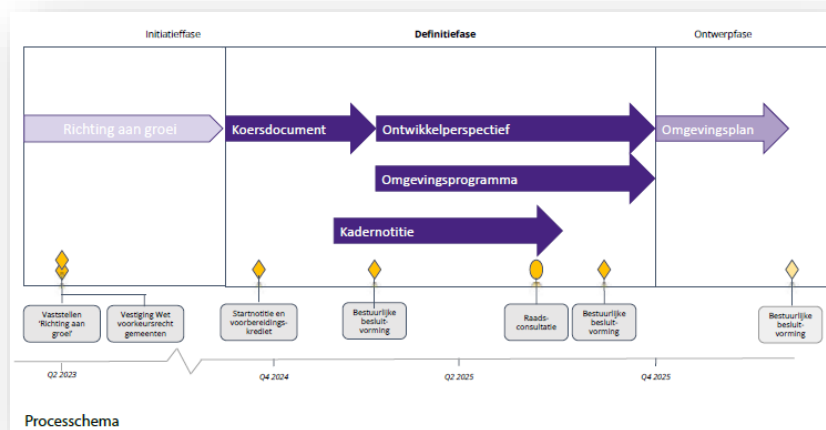 Initiatieffase
Definitiefase
Ontwerpfase
Richting aan groei
Koersdocument
Ontwikkelperspectief
Omgevingsplan
Omgevingsprogramma
Kadernotitie
Vaststellen
'Richting aan
groei'
Vestiging Wet
voorkeursrecht
gemeenten
Startnotitie en
voorbereidings-
krediet
Bestuurlijke
besluit-
vorming
Raads-
consultatie
Bestuurlijke
besluit-
vorming
Bestuurlijke
besluit-
vorming
Q2 2023
Q4 2024
Q2 2025
Q4 2025
Processchema